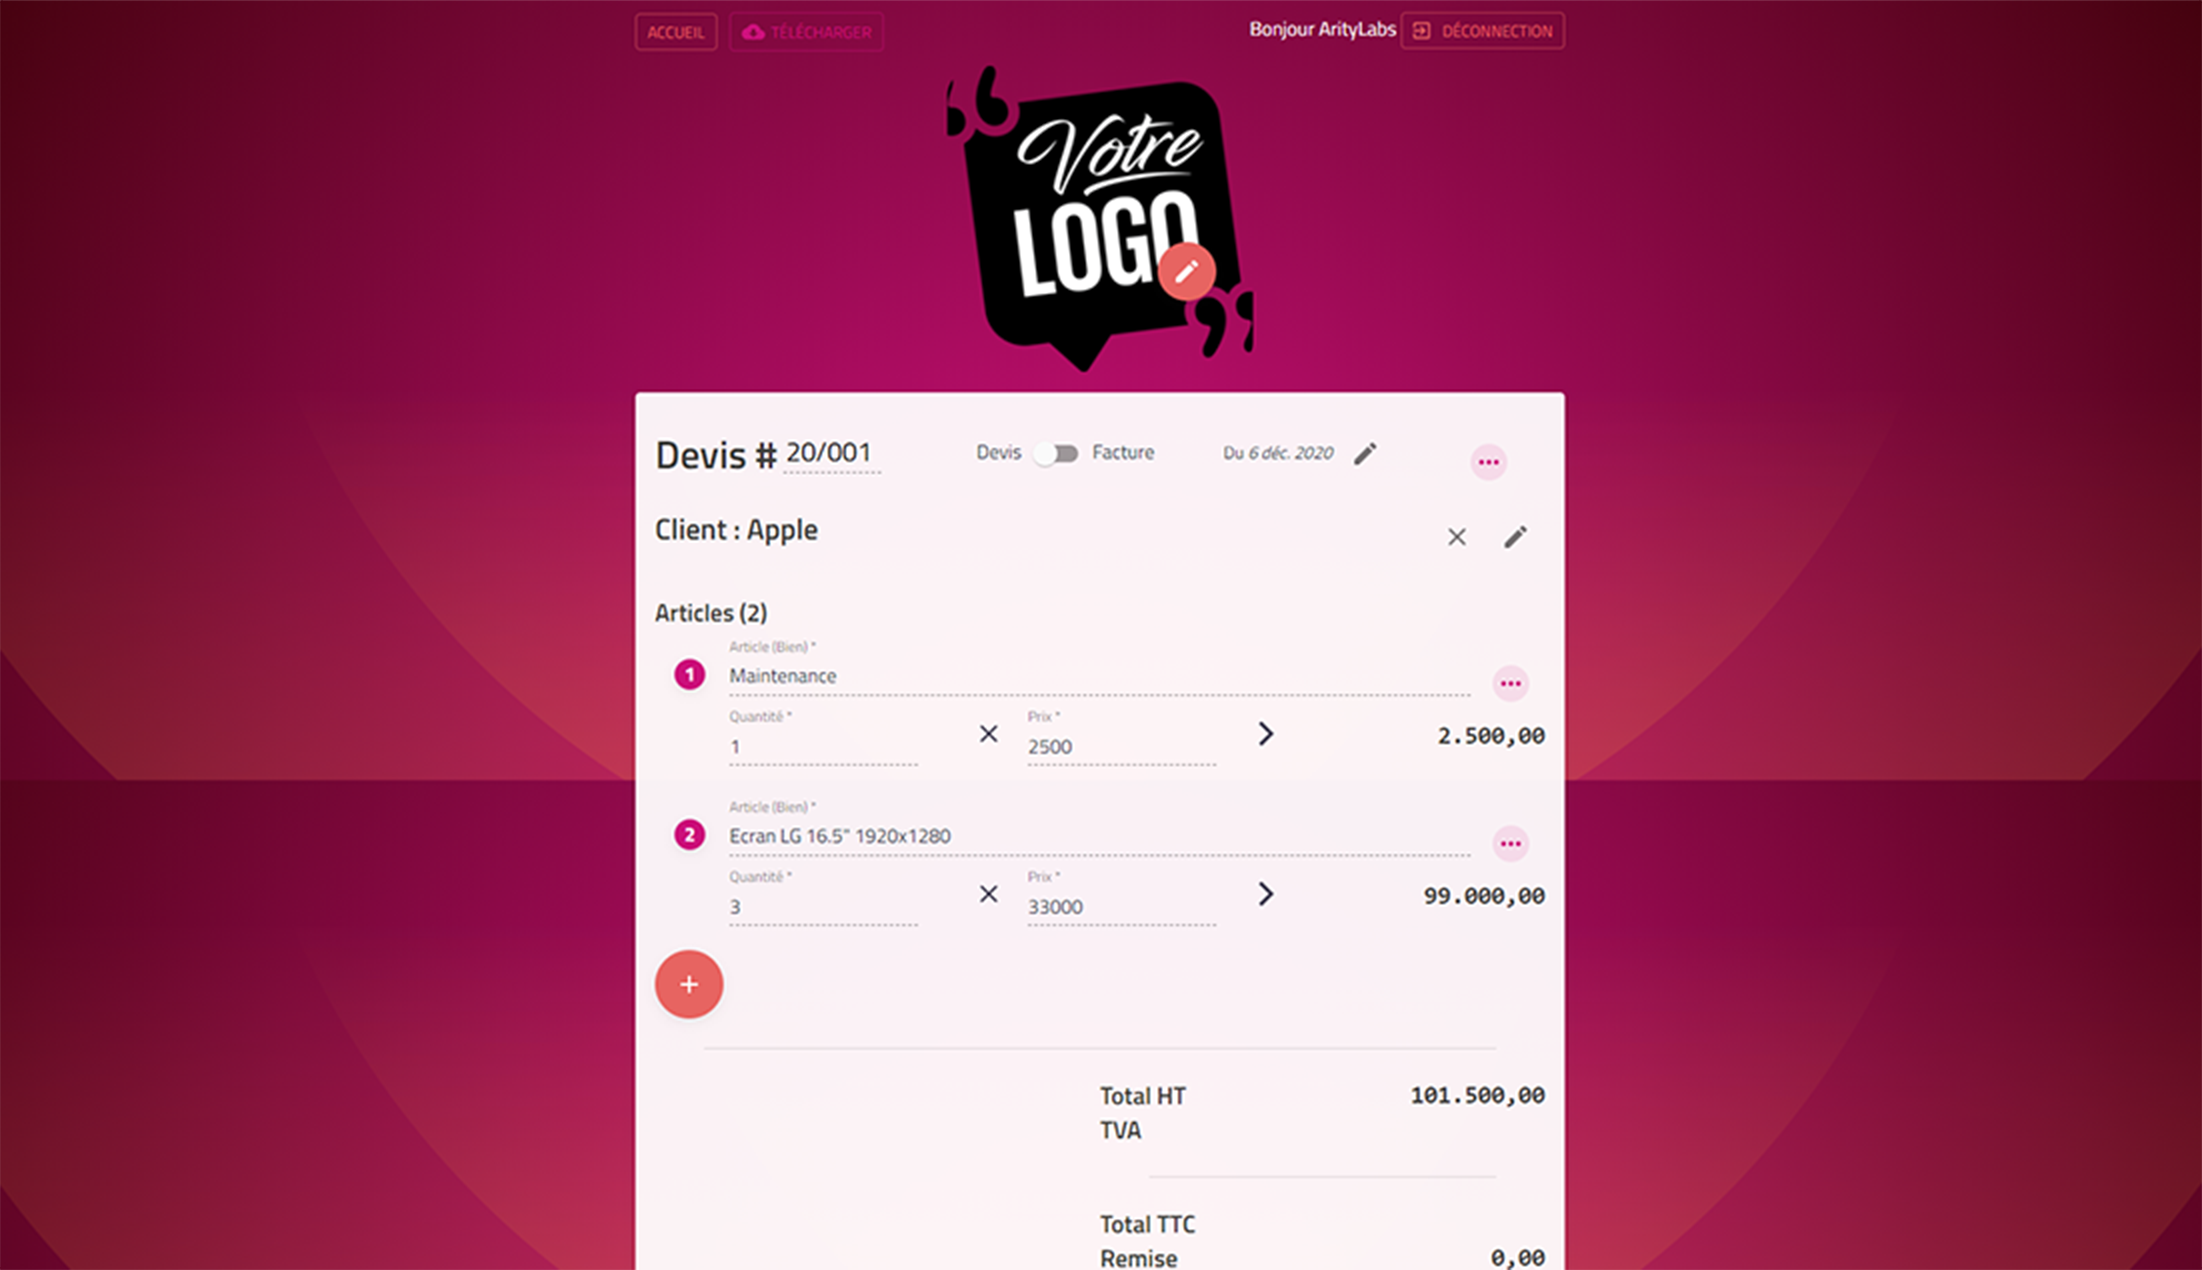 ACCUEIL TÉLÉCHARGER Bonjour ArityLabs DÉCONNECTION
Votre
LOGO
Devis # 20/001 Devis Facture Du 6 déc. 2020
Client : Apple
Articles (2)
Article (Bien) *
1 Maintenance
Quantité * Prix *
1 2500 2.500,00
Article (Bien) *
2 Ecran LG 16.5" 1920x1280
Quantité * Prix *
3 33000 99.000,00
+
Total HT 101.500,00
TVA
Total TTC
Remise 0,00